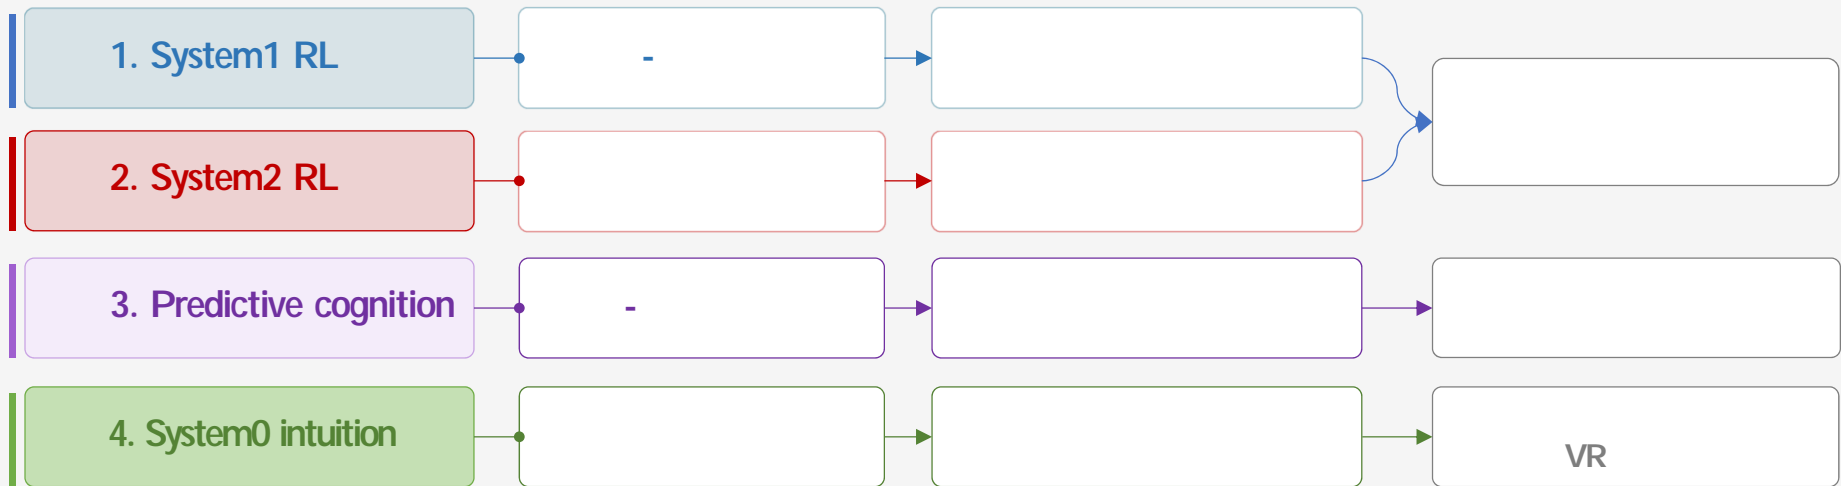 1. System1 RL
-
2. System2 RL
3. Predictive cognition
-
4. System0 intuition
VR